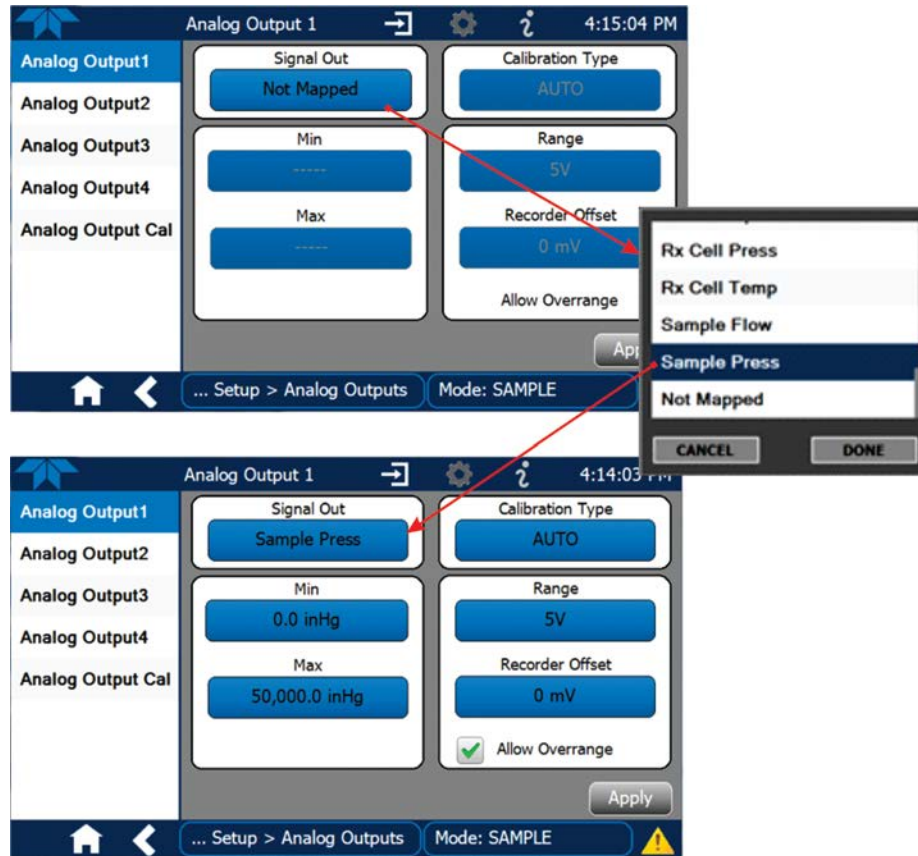 Analog Output 1
4:15:04 PM
Analog Output1
Analog Output2
Analog Output3
Analog Output4
Analog Output Cal
Signal Out
Not Mapped
Min
-----
Max
-----
Calibration Type
AUTO
Range
5V
Recorder Offset
0 mV
Allow Overrange
... Setup > Analog Outputs
Mode: SAMPLE
Rx Cell Press
Rx Cell Temp
Sample Flow
Sample Press
Not Mapped
CANCEL
DONE
Analog Output 1
4:14:03
Analog Output1
Analog Output2
Analog Output3
Analog Output4
Analog Output Cal
Signal Out
Sample Press
Min
0.0 inHg
Max
50,000.0 inHg
Calibration Type
AUTO
Range
5V
Recorder Offset
0 mV
Allow Overrange
Apply
... Setup > Analog Outputs
Mode: SAMPLE